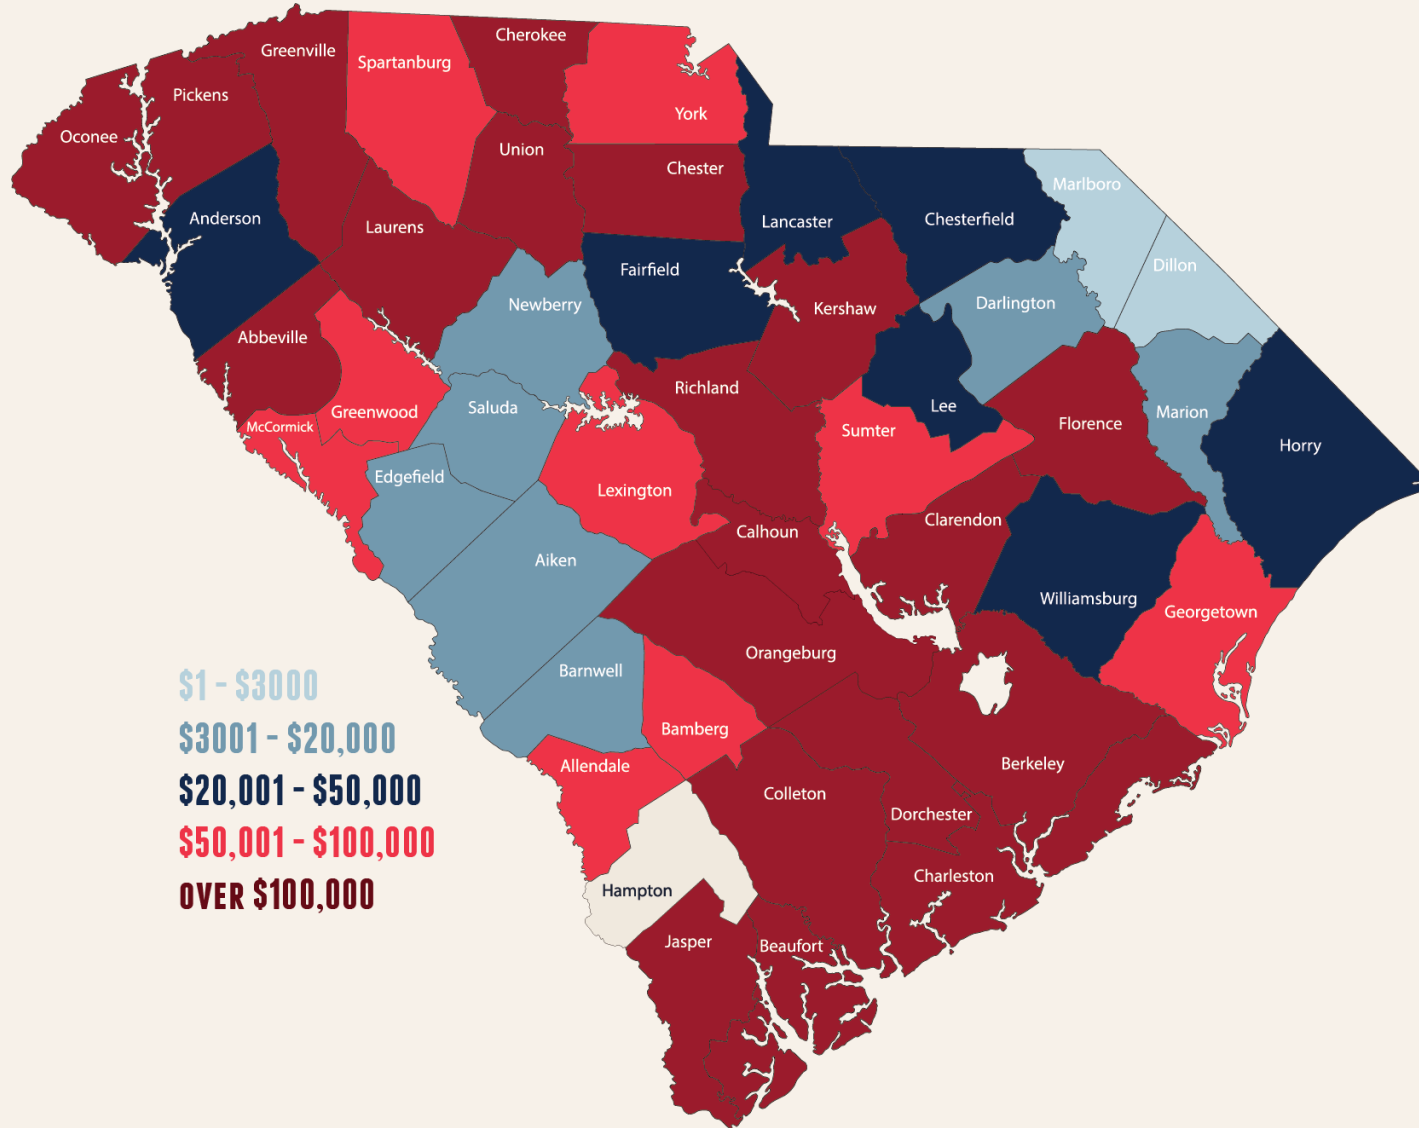 Cherokee
Greenville
Spartanburg
Pickens
York
Oconee
Union
Chester
Marlboro
Anderson
Laurens
Lancaster
Chesterfield
Fairfield
Dillon
Newberry
Kershaw
Darlington
Abbeville
Richland
Greenwood
Saluda
Lee
Marion
McCormick
Sumter
Florence
Horry
Edgefield
Lexington
Calhoun
Clarendon
Aiken
Williamsburg
Georgetown
Orangeburg
Barnwell
Bamberg
Allendale
Berkeley
Colleton
Dorchester
Charleston
Hampton
Jasper
Beaufort
$1 - $3000
$3001 - $20,000
$20,001 - $50,000
$50,001 - $100,000
OVER $100,000